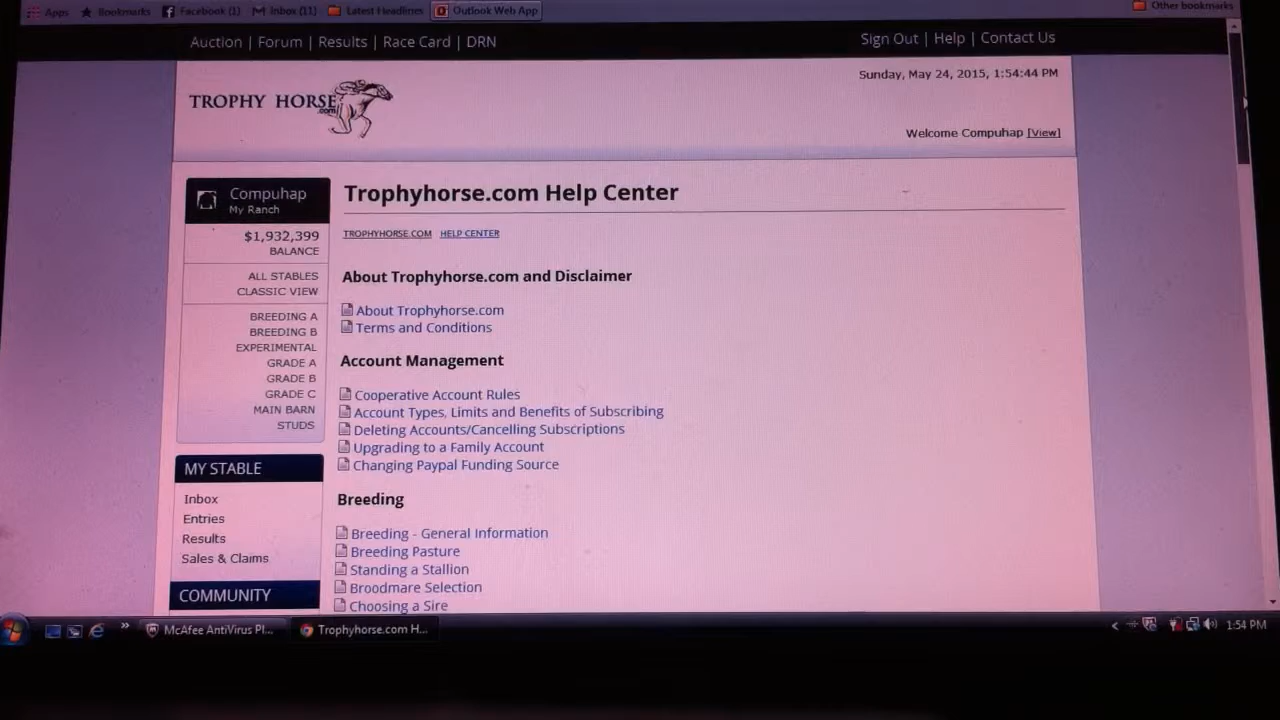 Apps Bookmarks Facebook (1) Inbox (11) Latest Headlines Outlook Web App Other bookmarks
Auction | Forum | Results | Race Card | DRN
Sign Out | Help | Contact Us
Sunday, May 24, 2015, 1:54:44 PM
TROPHY HORSE
.com
Welcome Compuhap [View]
Compuhap
My Ranch
$1,932,399
BALANCE
ALL STABLES
CLASSIC VIEW
BREEDING A
BREEDING B
EXPERIMENTAL
GRADE A
GRADE B
GRADE C
MAIN BARN
STUDS
MY STABLE
Inbox
Entries
Results
Sales & Claims
COMMUNITY
Trophyhorse.com Help Center
TROPHYHORSE.COM HELP CENTER
About Trophyhorse.com and Disclaimer
About Trophyhorse.com
Terms and Conditions
Account Management
Cooperative Account Rules
Account Types, Limits and Benefits of Subscribing
Deleting Accounts/Cancelling Subscriptions
Upgrading to a Family Account
Changing Paypal Funding Source
Breeding
Breeding - General Information
Breeding Pasture
Standing a Stallion
Broodmare Selection
Choosing a Sire
McAfee AntiVirus Pl... Trophyhorse.com H... 1:54 PM